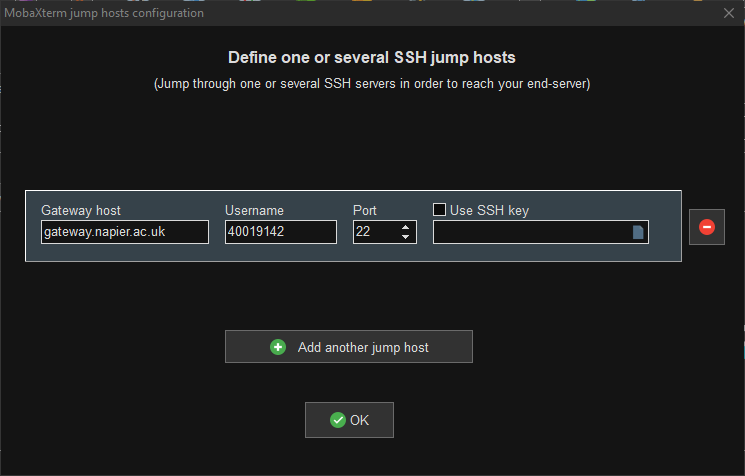 MobaXterm jump hosts configuration
Define one or several SSH jump hosts
(Jump through one or several SSH servers in order to reach your end-server)
Gateway host Username Port Use SSH key
gateway.napier.ac.uk 40019142 22
Add another jump host
OK